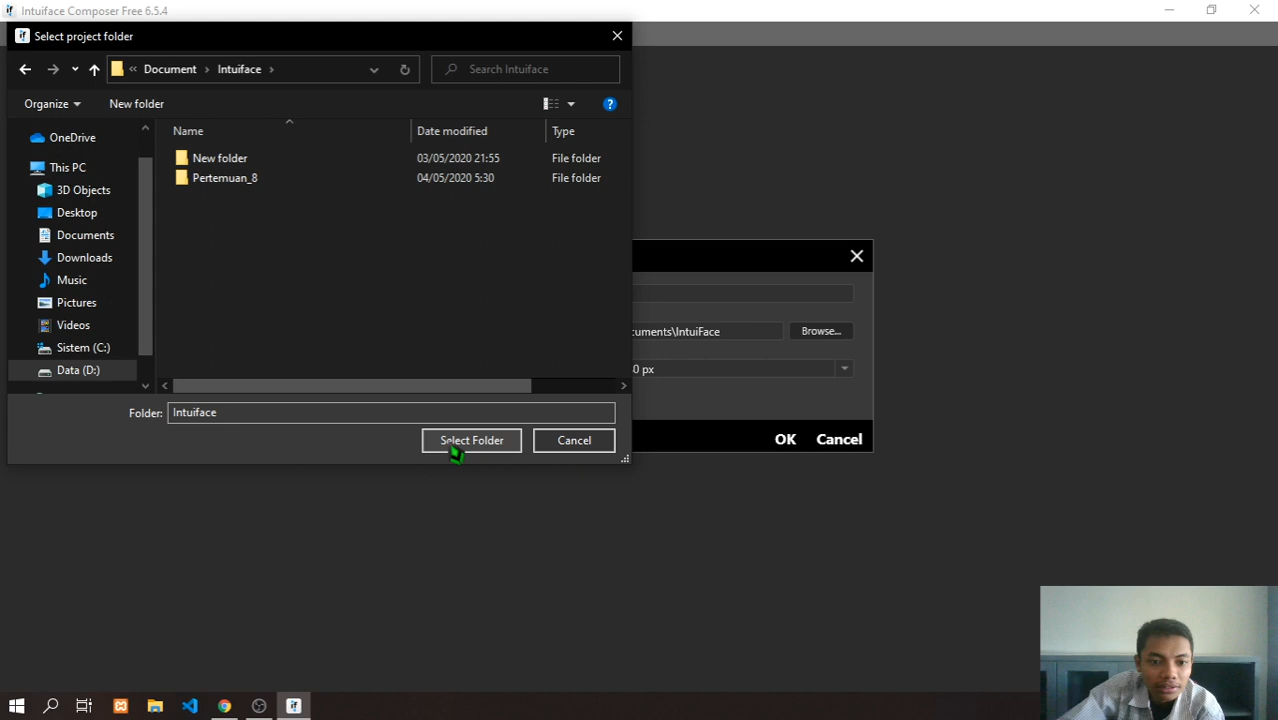 Intuiface Composer Free 6.5.4
Select project folder
« Document › Intuiface ›
Search Intuiface
Organize
New folder
Name
Date modified
Type
OneDrive
This PC
3D Objects
Desktop
Documents
Downloads
Music
Pictures
Videos
Sistem (C:)
Data (D:)
New folder 03/05/2020 21:55 File folder
Pertemuan_8 04/05/2020 5:30 File folder
Folder: Intuiface
Select Folder
Cancel
cuments\IntuiFace
Browse...
0 px
OK
Cancel